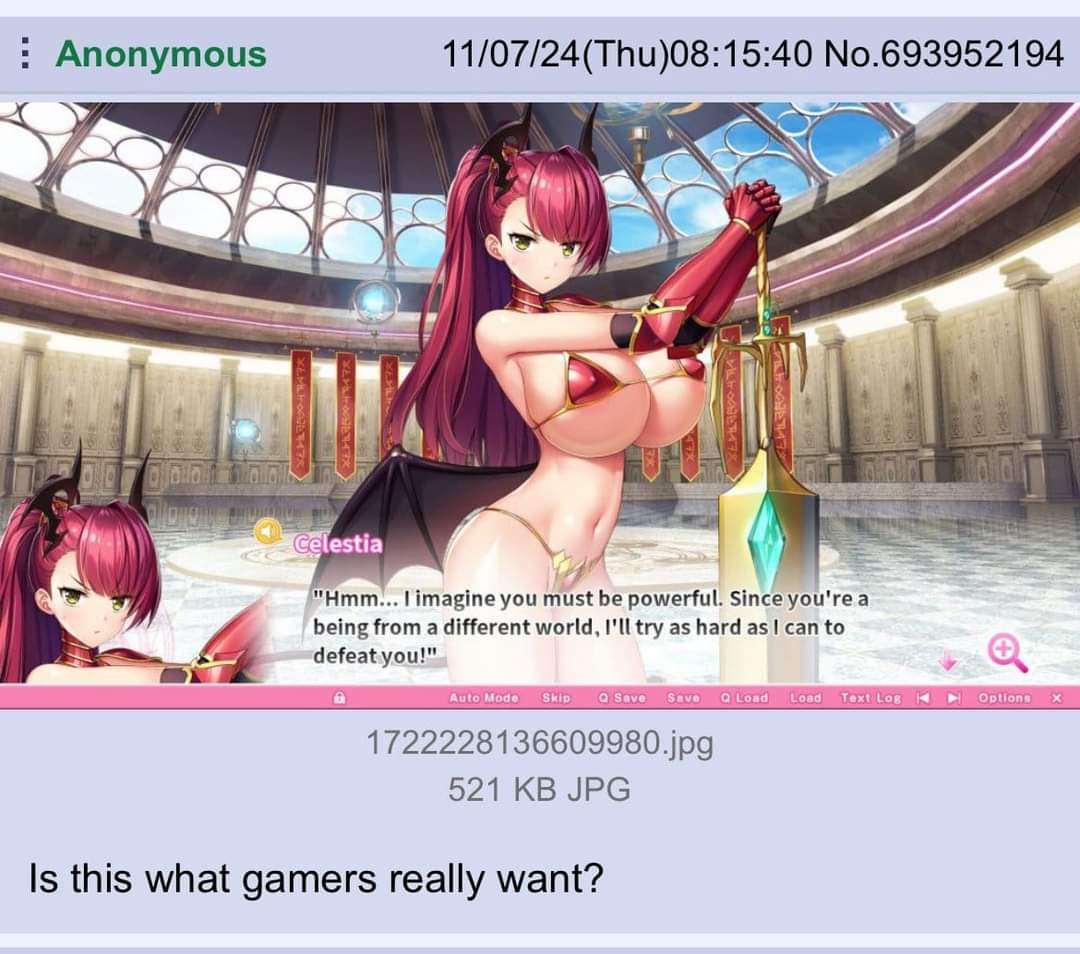 Anonymous 11/07/24(Thu)08:15:40 No.693952194
Celestia
"Hmm... I imagine you must be powerful. Since you're a
being from a different world, I'll try as hard as I can to
defeat you!"
Auto Mode Skip Q Save Save Q Load Load Text Log Options
1722228136609980.jpg
521 KB JPG
Is this what gamers really want?